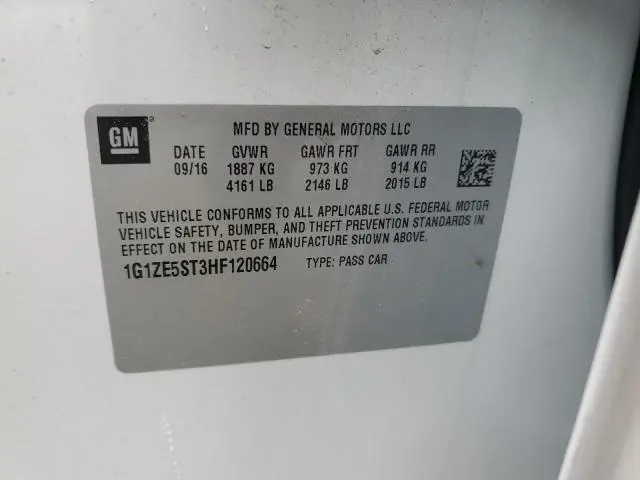 GM
MFD BY GENERAL MOTORS LLC
DATE GVWR GAWR FRT GAWR RR
09/16 1887 KG 973 KG 914 KG
4161 LB 2146 LB 2015 LB
THIS VEHICLE CONFORMS TO ALL APPLICABLE U.S. FEDERAL MOTOR
VEHICLE SAFETY, BUMPER, AND THEFT PREVENTION STANDARDS IN
EFFECT ON THE DATE OF MANUFACTURE SHOWN ABOVE.
1G1ZE5ST3HF120664 TYPE: PASS CAR